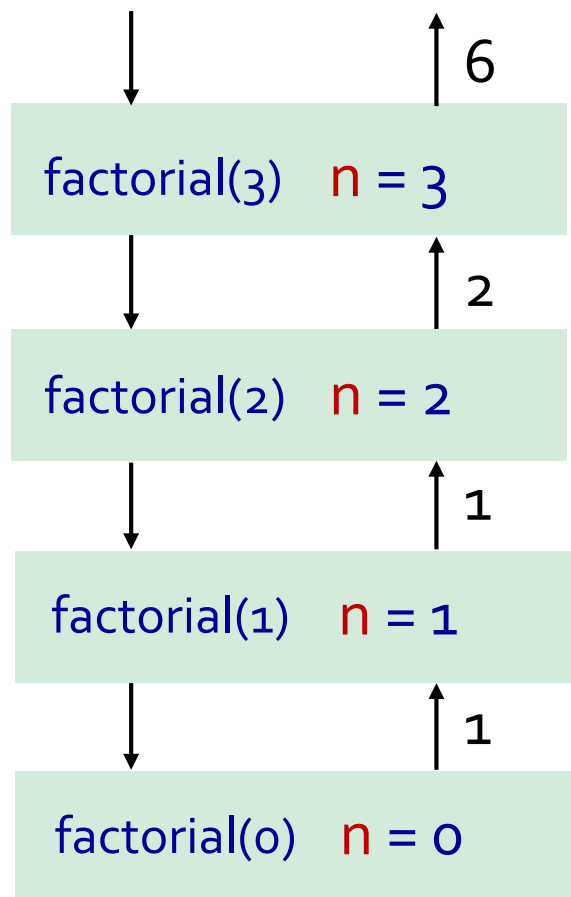 6
factorial(3) n = 3
2
factorial(2) n = 2
1
factorial(1) n = 1
1
factorial(0) n = 0